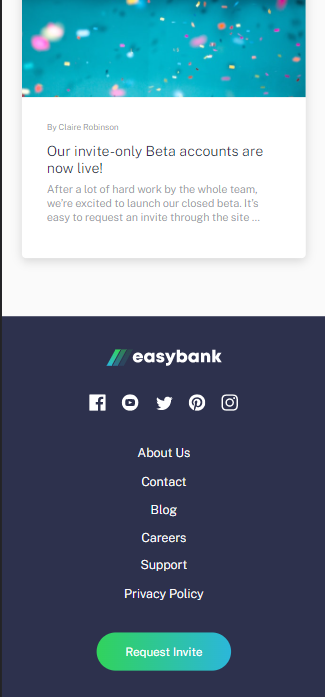 By Claire Robinson
Our invite-only Beta accounts are
now live!
After a lot of hard work by the whole team,
we're excited to launch our closed beta. It's
easy to request an invite through the site ...
easybank
About Us
Contact
Blog
Careers
Support
Privacy Policy
Request Invite